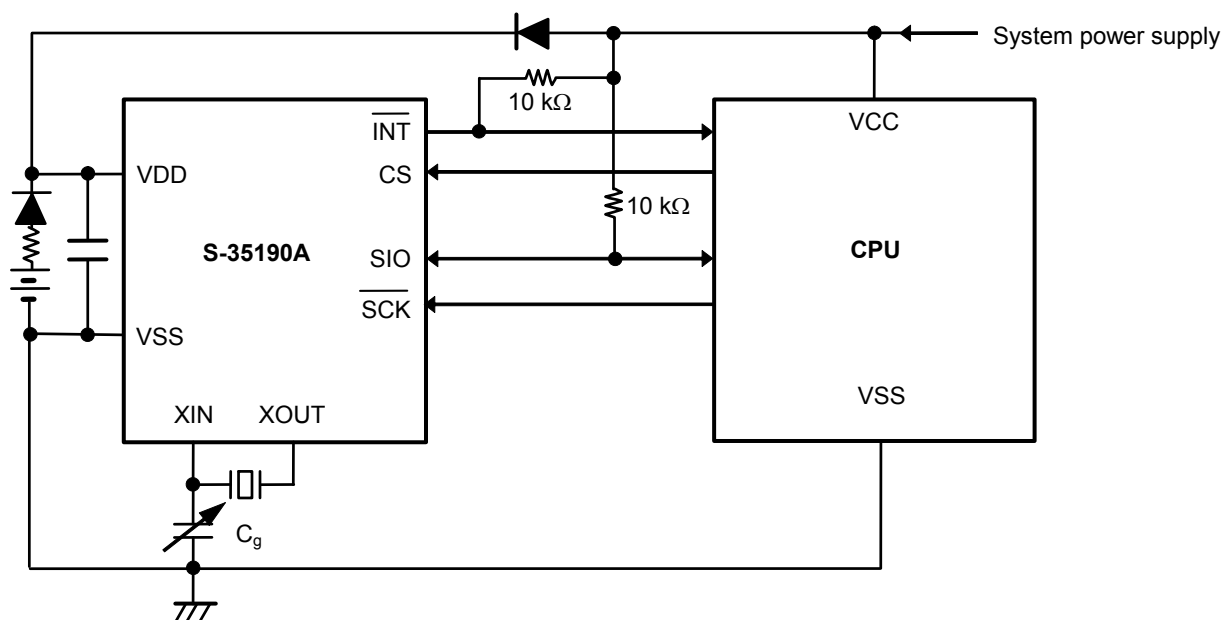 System power supply
10 kΩ
INT
VCC
VDD
CS
10 kΩ
S-35190A
SIO
CPU
SCK
VSS
VSS
XIN
XOUT
Cg